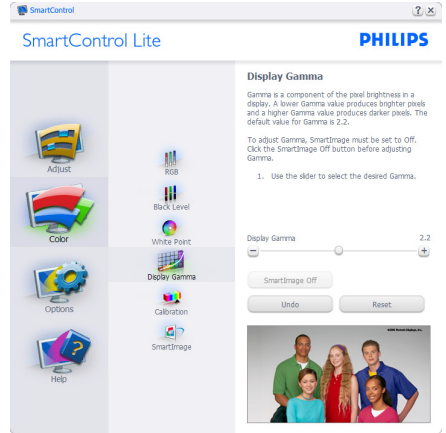 SmartControl
? ×
SmartControl Lite
PHILIPS
Display Gamma
Gamma is a component of the pixel brightness in a
display. A lower Gamma value produces brighter pixels
and a higher Gamma value produces darker pixels. The
default value for Gamma is 2.2.
To adjust Gamma, SmartImage must be set to Off.
Click the SmartImage Off button before adjusting
Gamma.
1. Use the slider to select the desired Gamma.
Adjust
Color
Options
Help
?
RGB
Black Level
White Point
Display Gamma
Calibration
SmartImage
Display Gamma 2.2
− +
SmartImage Off
Undo Reset